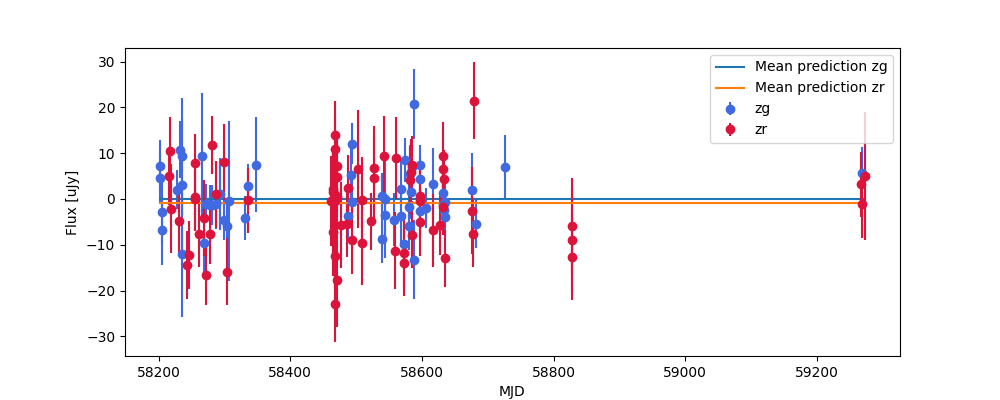 Mean prediction zg
Mean prediction zr
zg
zr
30
20
10
0
−10
−20
−30
Flux [uJy]
58200 58400 58600 58800 59000 59200
MJD